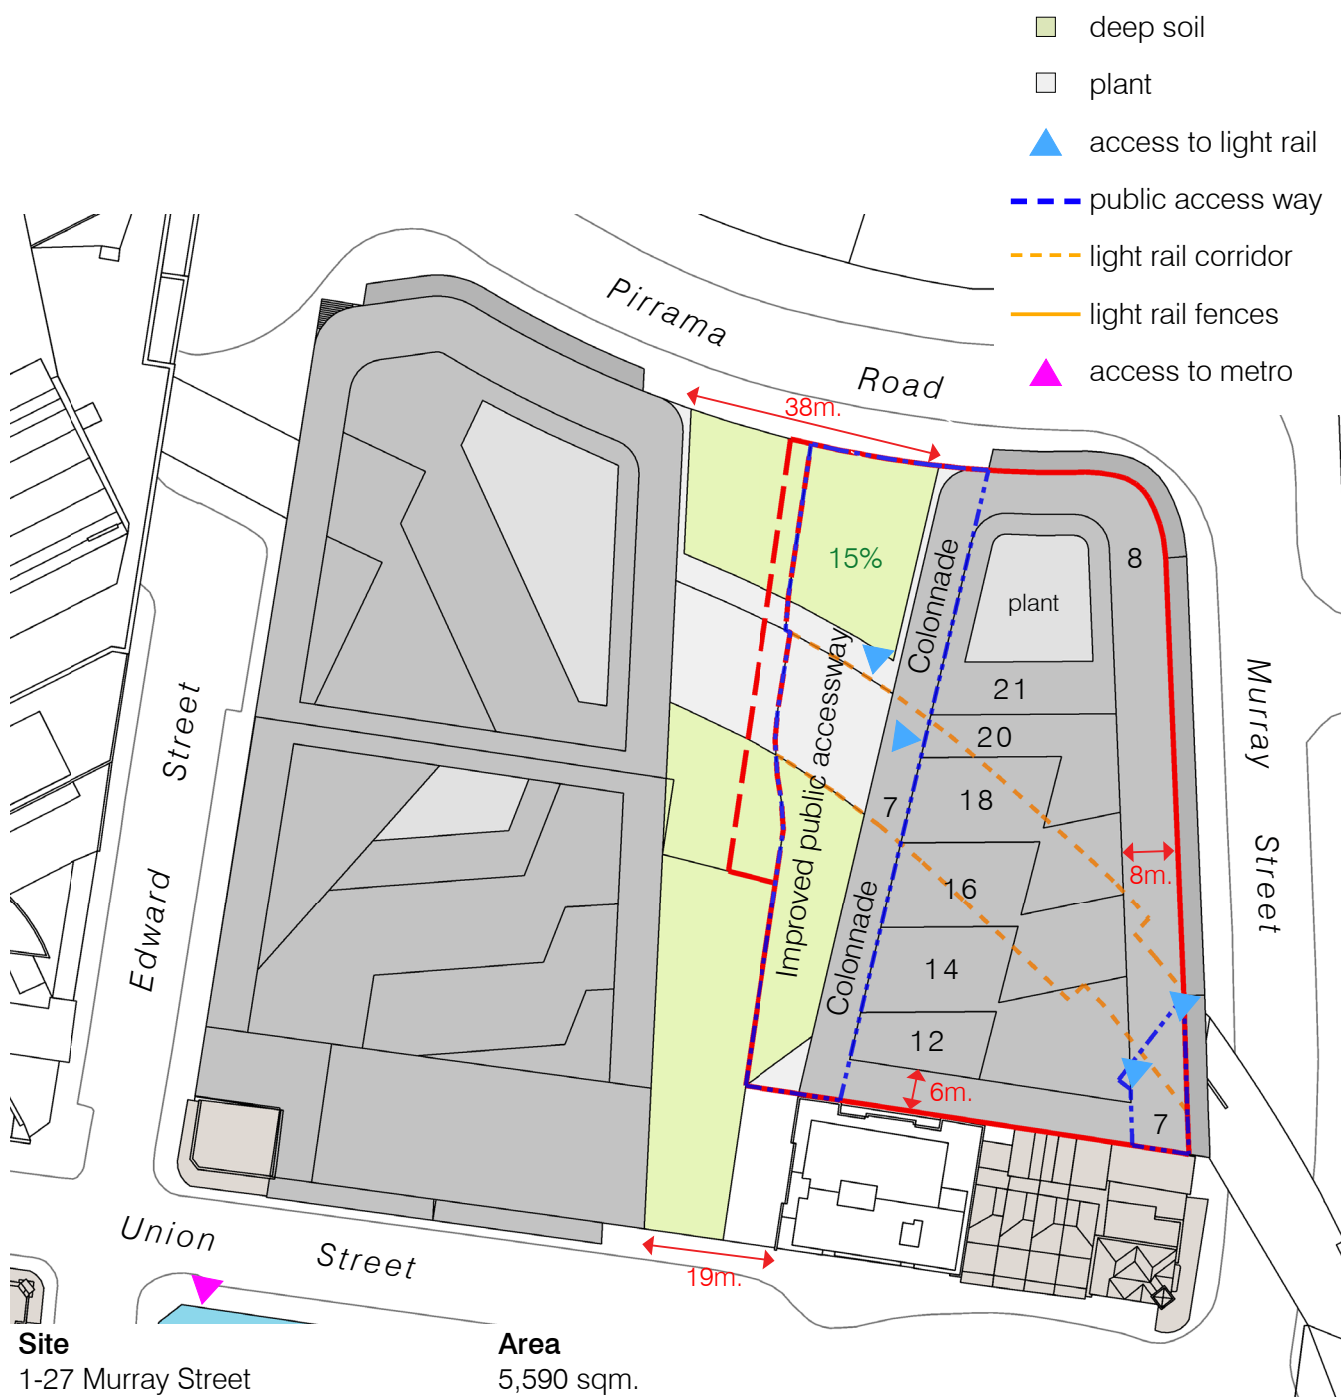 deep soil
plant
access to light rail
public access way
light rail corridor
light rail fences
access to metro
Pirrama Road
38m.
15%
Colonnade
8
plant
Improved public accessway
21
20
7
18
8m.
16
Colonnade
14
12
6m.
7
Murray Street
Edward Street
Union Street
19m.
Site
1-27 Murray Street
Area
5,590 sqm.